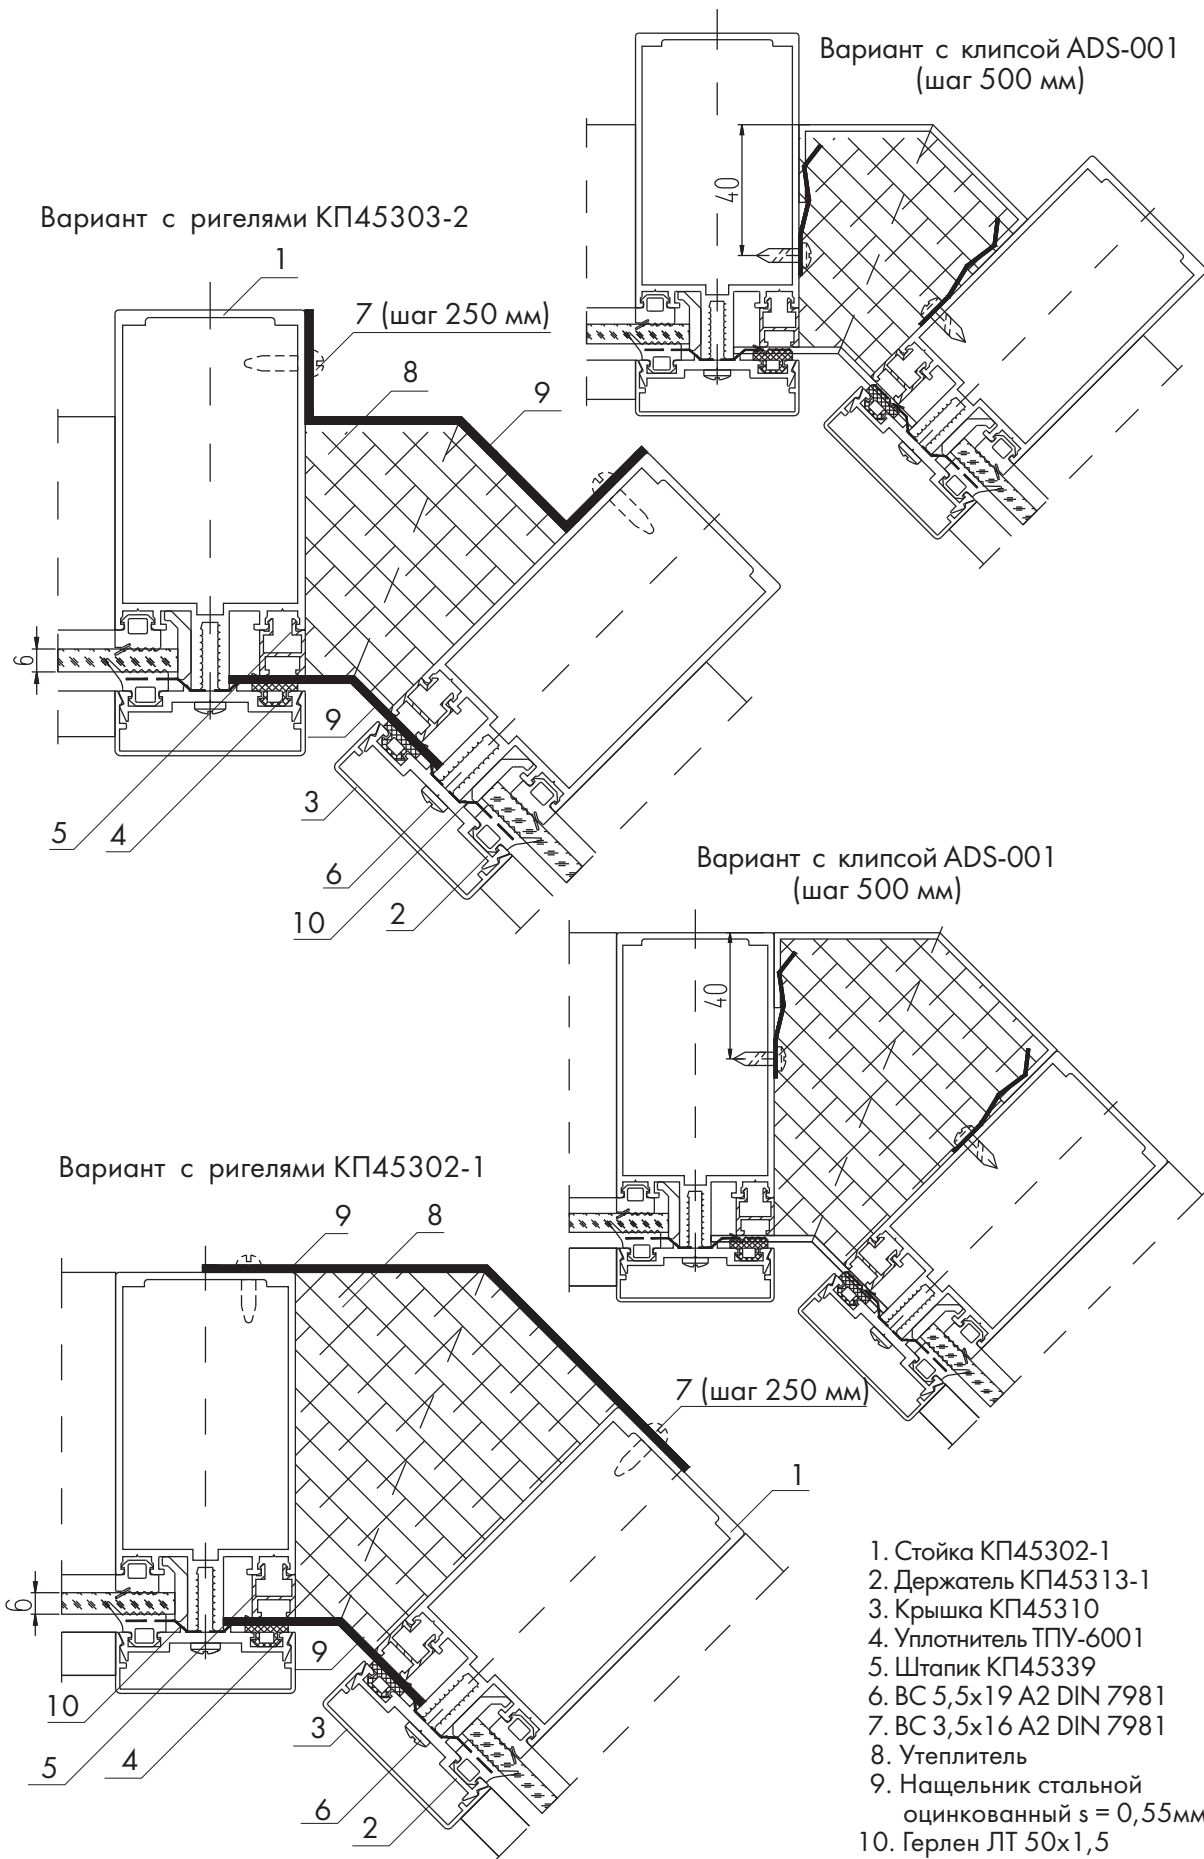 Вариант с клипсой ADS-001
(шаг 500 мм)
40
Вариант с ригелями КП45303-2
1
7 (шаг 250 мм)
8
9
6
9
3
5
4
6
10
2
Вариант с клипсой ADS-001
(шаг 500 мм)
40
Вариант с ригелями КП45302-1
9
8
7 (шаг 250 мм)
1
6
9
10
3
5
4
6
2
1. Стойка КП45302-1
2. Держатель КП45313-1
3. Крышка КП45310
4. Уплотнитель ТПУ-6001
5. Штапик КП45339
6. ВС 5,5х19 А2 DIN 7981
7. ВС 3,5х16 А2 DIN 7981
8. Утеплитель
9. Нащельник стальной
оцинкованный s = 0,55мм
10. Герлен ЛТ 50х1,5